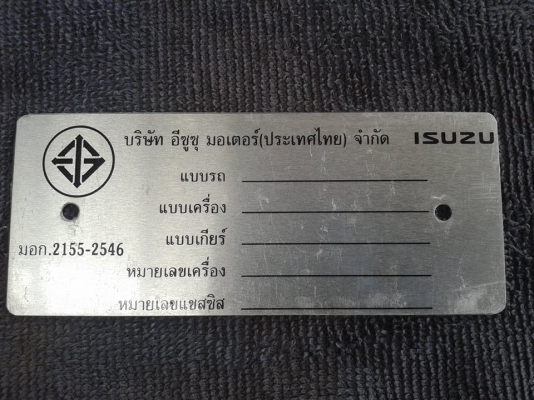 บริษัท อีซูซุ มอเตอร์(ประเทศไทย) จำกัด ISUZU
แบบรถ
แบบเครื่อง
แบบเกียร์
มอก.2155-2546
หมายเลขเครื่อง
หมายเลขแชสซิส